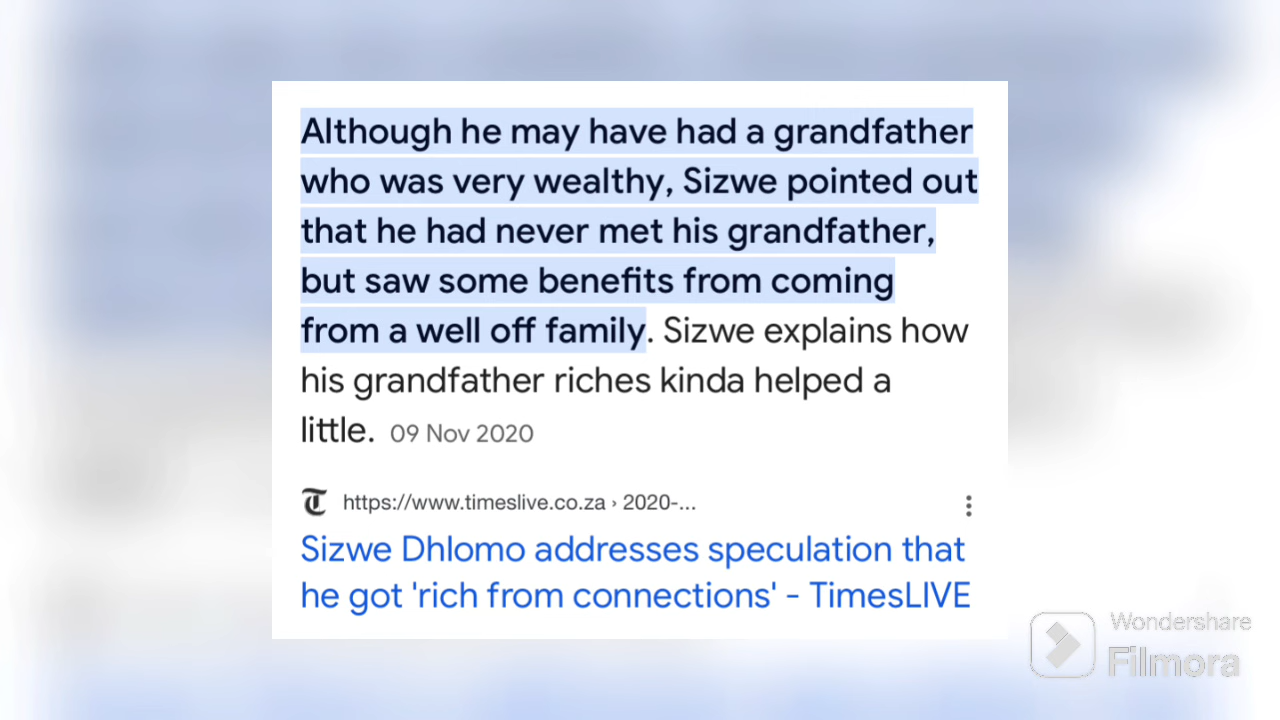 Although he may have had a grandfather
who was very wealthy, Sizwe pointed out
that he had never met his grandfather,
but saw some benefits from coming
from a well off family. Sizwe explains how
his grandfather riches kinda helped a
little. 09 Nov 2020
https://www.timeslive.co.za › 2020-...
Sizwe Dhlomo addresses speculation that
he got 'rich from connections' - TimesLIVE
Wondershare
Filmora